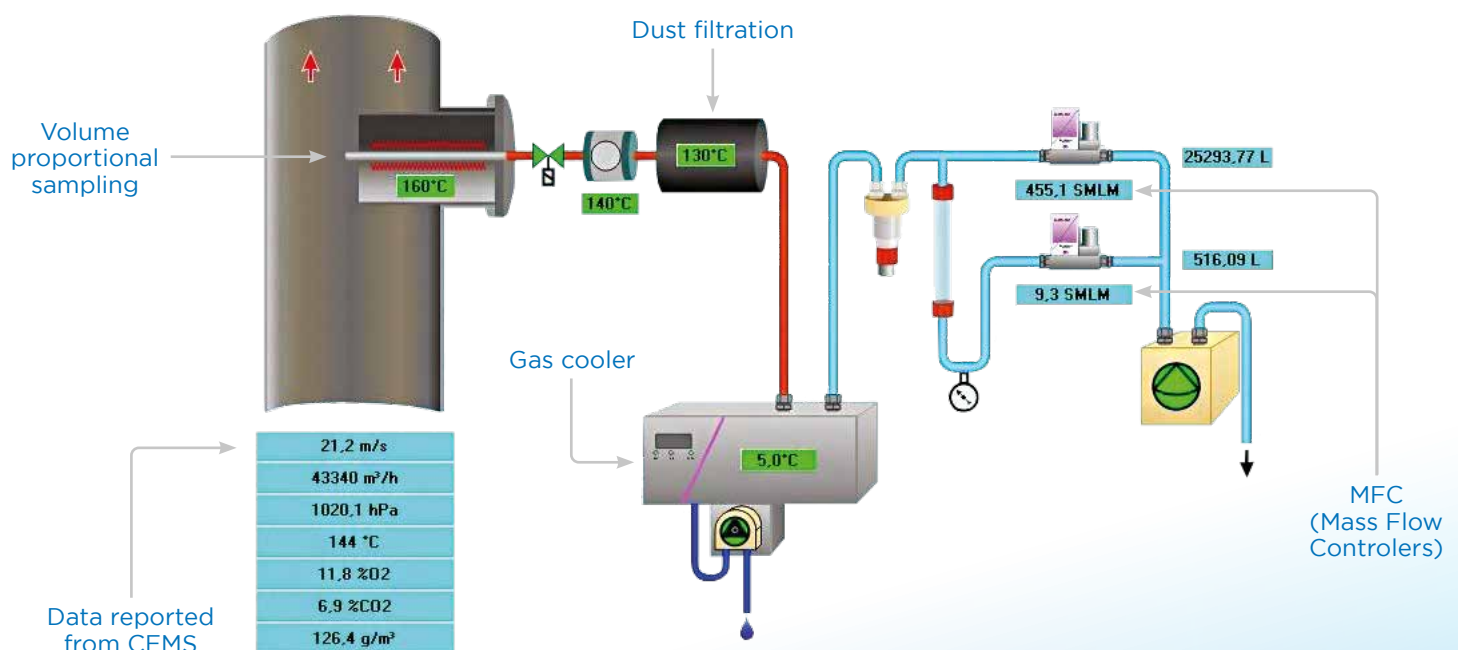 Dust filtration
Volume
proportional
sampling
160°C
140°C
130°C
25293,77 L
455,1 SMLM
516,09 L
9,3 SMLM
Gas cooler
5,0°C
MFC
(Mass Flow
Controlers)
Data reported
from CEMS
21,2 m/s
43340 m³/h
1020,1 hPa
144 °C
11,8 %O2
6,9 %CO2
126,4 g/m³